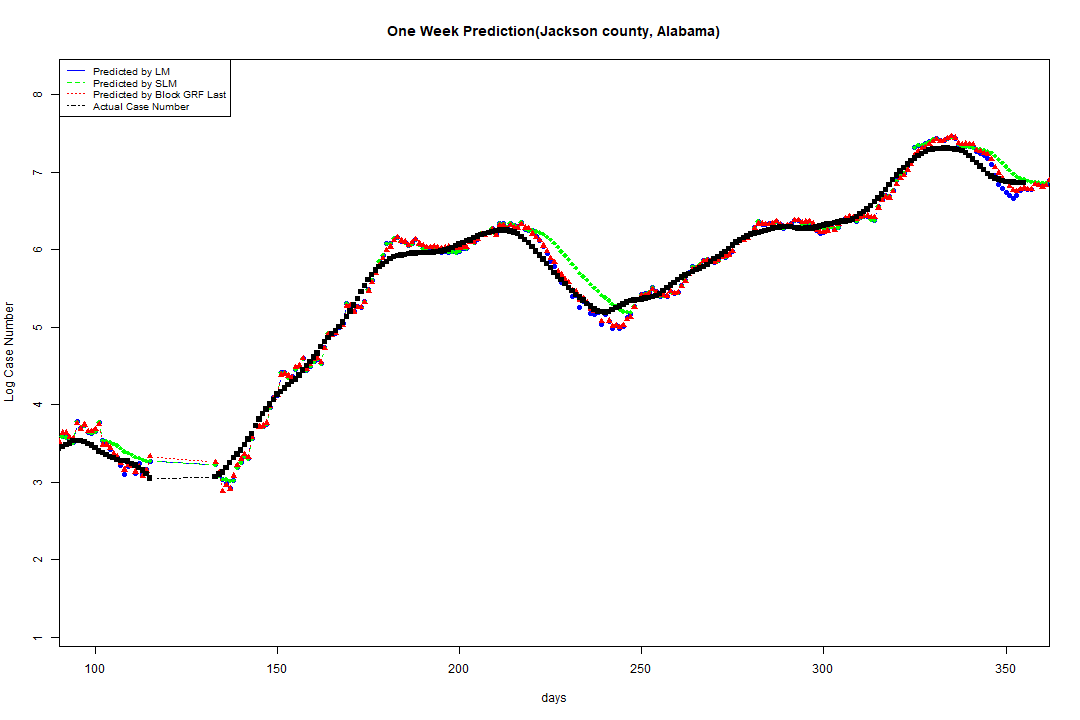 One Week Prediction(Jackson county, Alabama)
Predicted by LM
Predicted by SLM
Predicted by Block GRF Last
Actual Case Number
8
7
6
5
4
3
2
1
Log Case Number
100 150 200 250 300 350
days